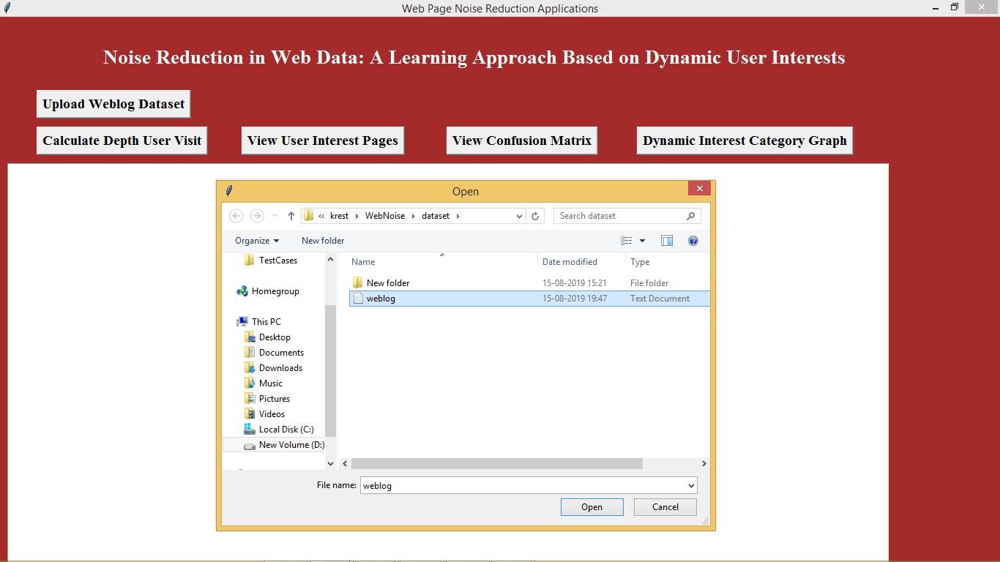 Web Page Noise Reduction Applications
Noise Reduction in Web Data: A Learning Approach Based on Dynamic User Interests
Upload Weblog Dataset
Calculate Depth User Visit View User Interest Pages View Confusion Matrix Dynamic Interest Category Graph
Open
« krest WebNoise dataset Search dataset
Organize New folder
TestCases
Homegroup
This PC
Desktop
Documents
Downloads
Music
Pictures
Videos
Local Disk (C:)
New Volume (D:)
Name Date modified Type
New folder 15-08-2019 15:21 File folder
weblog 15-08-2019 19:47 Text Document
File name: weblog
Open Cancel